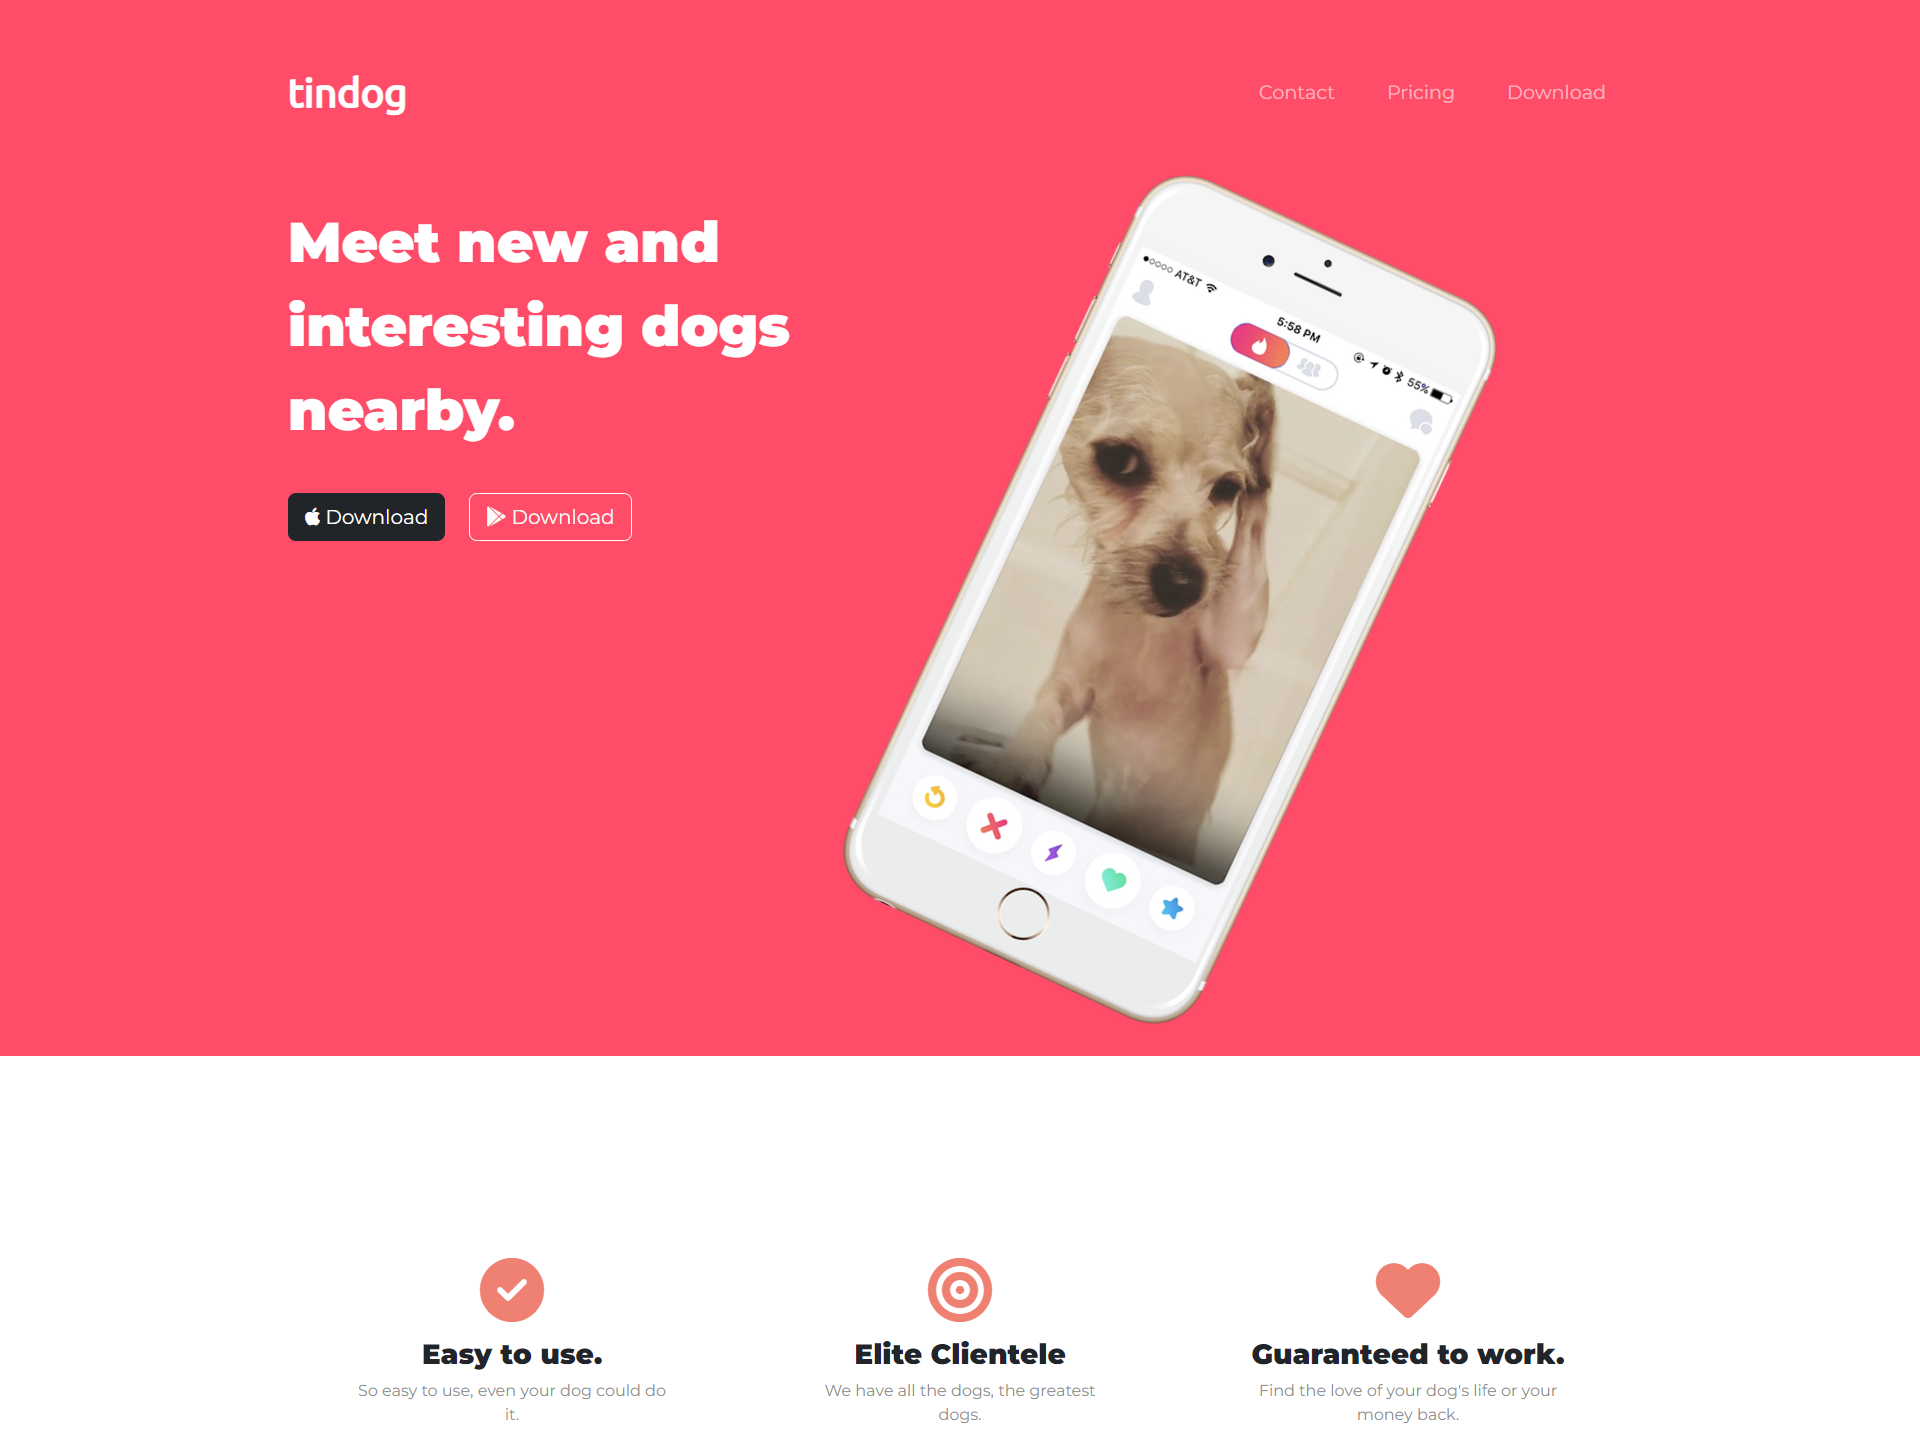 tindog
Contact Pricing Download
Meet new and
interesting dogs
nearby.
Download Download
AT&T
5:58 PM
55%
Easy to use.
So easy to use, even your dog could do
it.
Elite Clientele
We have all the dogs, the greatest
dogs.
Guaranteed to work.
Find the love of your dog's life or your
money back.